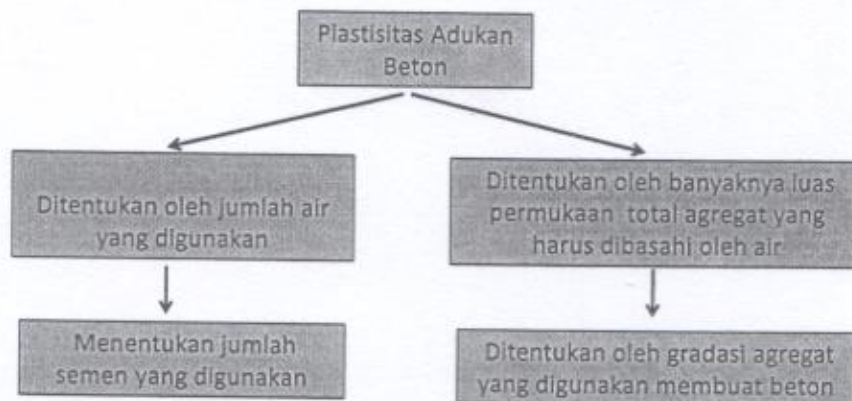 Plastisitas Adukan
Beton
Ditentukan oleh jumlah air
yang digunakan
Ditentukan oleh banyaknya luas
permukaan total agregat yang
harus dibasahi oleh air
Menentukan jumlah
semen yang digunakan
Ditentukan oleh gradasi agregat
yang digunakan membuat beton